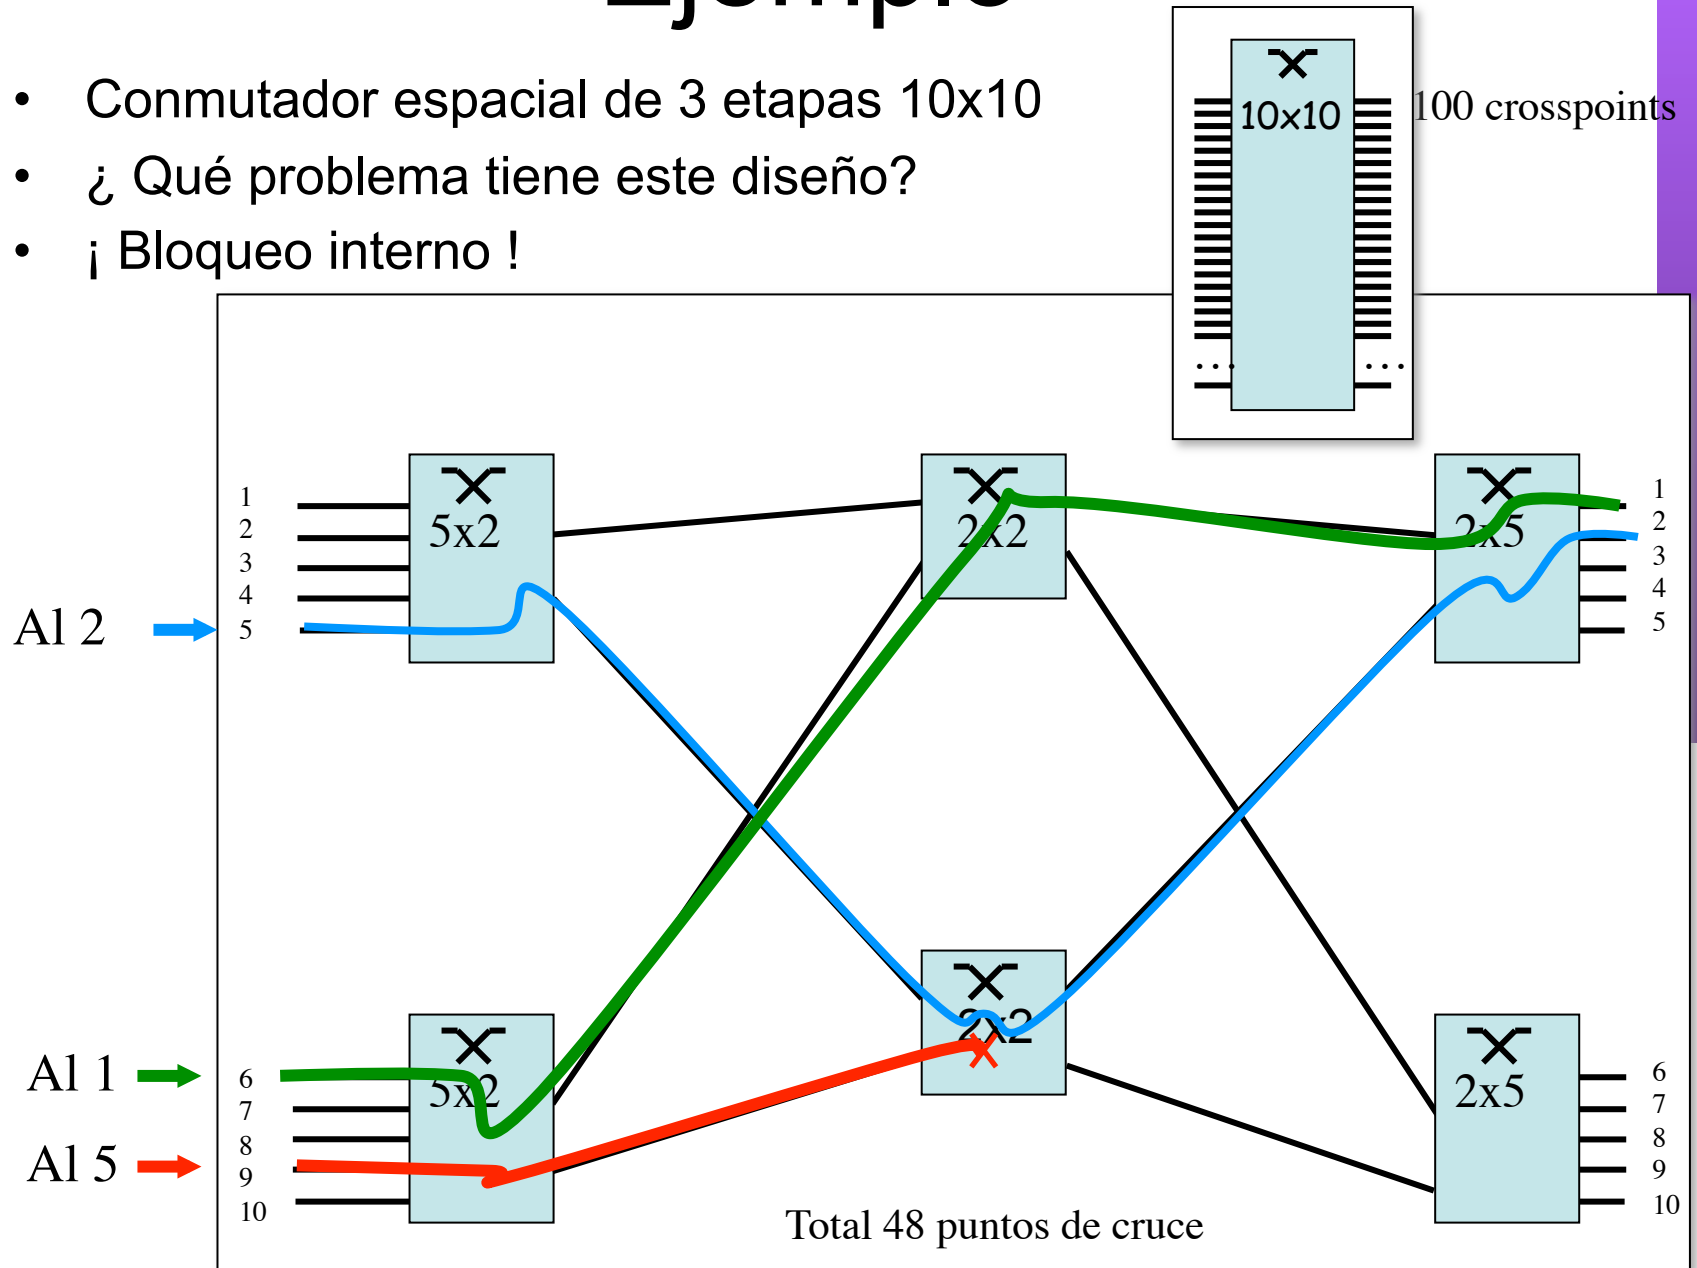 Ejemplo
• Conmutador espacial de 3 etapas 10x10
• ¿ Qué problema tiene este diseño?
• ¡ Bloqueo interno !
10x10
100 crosspoints
...
...
5x2
2x2
2x5
1
2
3
4
5
Al 2
1
2
3
4
5
5x2
2x2
2x5
Al 1
Al 5
6
7
8
9
10
6
7
8
9
10
Total 48 puntos de cruce